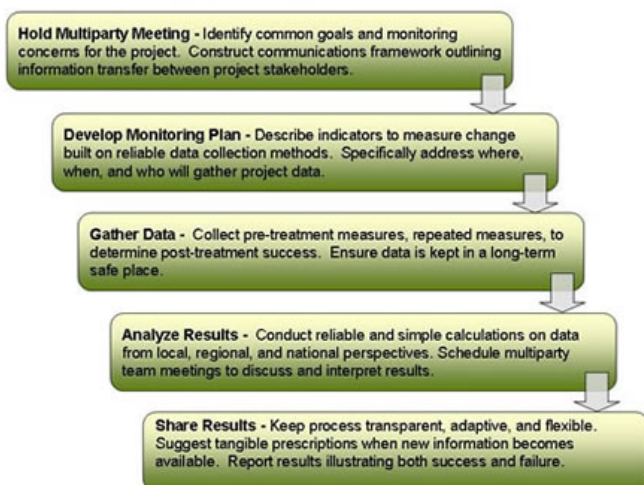 Hold Multiparty Meeting - Identify common goals and monitoring
concerns for the project. Construct communications framework outlining
information transfer between project stakeholders.
Develop Monitoring Plan - Describe indicators to measure change
built on reliable data collection methods. Specifically address where,
when, and who will gather project data.
Gather Data - Collect pre-treatment measures, repeated measures, to
determine post-treatment success. Ensure data is kept in a long-term
safe place.
Analyze Results - Conduct reliable and simple calculations on data
from local, regional, and national perspectives. Schedule multiparty
team meetings to discuss and interpret results.
Share Results - Keep process transparent, adaptive, and flexible.
Suggest tangible prescriptions when new information becomes
available. Report results illustrating both success and failure.